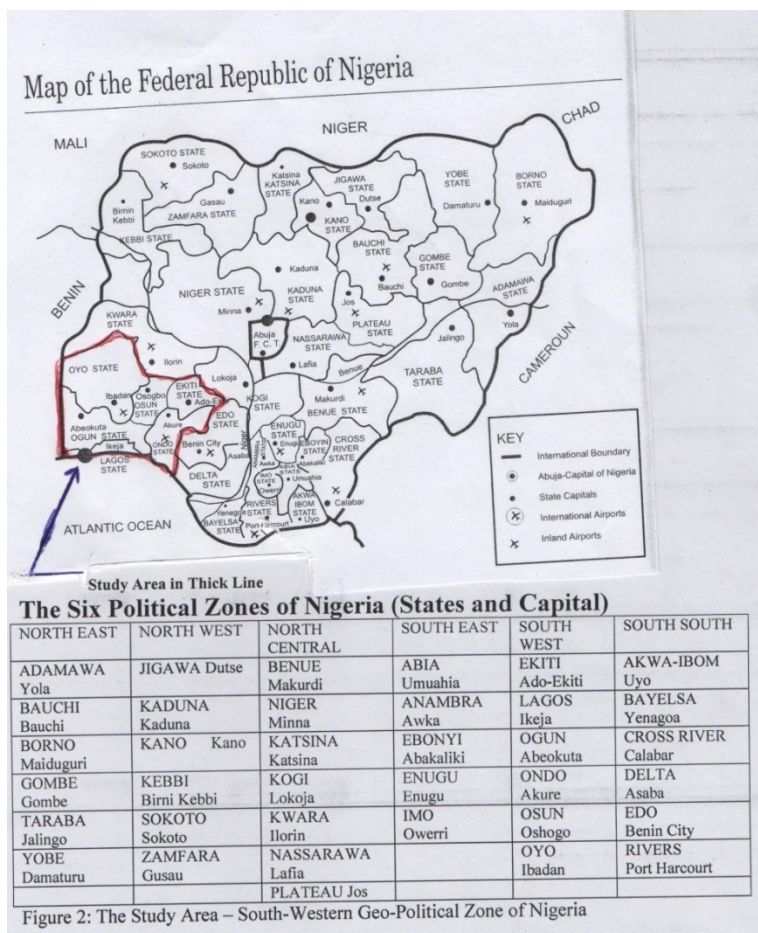 Map of the Federal Republic of Nigeria
MALI
NIGER
CHAD
SOKOTO STATE
Sokoto
Katsina
KATSINA
STATE
JIGAWA
STATE
Dutse
YOBE
STATE
Damaturu
BORNO
STATE
Maiduguri
Birnin
Kebbi
Gasau
ZAMFARA STATE
Kano
KANO
STATE
KEBBI STATE
BAUCHI
STATE
Bauchi
GOMBE
STATE
Gombe
BENIN
NIGER STATE
Minna
Kaduna
KADUNA
STATE
Jos
PLATEAU
STATE
ADAMAWA
STATE
Yola
KWARA
STATE
Abuja
F. C. T.
NASSARAWA
STATE
Lafia
Jalingo
TARABA
STATE
CAMEROUN
OYO STATE
Ilorin
Ibadan
Osogbo
OSUN
STATE
EKITI
STATE
Lokoja
KOGI
STATE
Benue
Makurdi
BENUE STATE
Abeokuta
OGUN STATE
Akure
ONDO
STATE
EDO
STATE
Benin City
Ikeja
LAGOS
STATE
Asaba
Niger
DELTA
STATE
ENUGU
STATE
Enugu
Awka
Abakaliki
CROSS
RIVER
STATE
IMO
STATE
Owerri
Umuahia
RIVERS
STATE
Port-Harcourt
AKWA
IBOM
STATE
Uyo
Calabar
BAYELSA
STATE
ATLANTIC OCEAN
KEY
International Boundary
Abuja-Capital of Nigeria
State Capitals
International Airports
Inland Airports
Study Area in Thick Line
The Six Political Zones of Nigeria (States and Capital)
NORTH EAST NORTH WEST NORTH CENTRAL SOUTH EAST SOUTH WEST SOUTH SOUTH
ADAMAWA JIGAWA Dutse BENUE ABIA EKITI AKWA-IBOM
Yola Makurdi Umuahia Ado-Ekiti Uyo
BAUCHI KADUNA NIGER ANAMBRA LAGOS BAYELSA
Bauchi Kaduna Minna Awka Ikeja Yenagoa
BORNO KANO Kano KATSINA EBONYI OGUN CROSS RIVER
Maiduguri Katsina Abakaliki Abeokuta Calabar
GOMBE KEBBI KOGI ENUGU ONDO DELTA
Gombe Birni Kebbi Lokoja Enugu Akure Asaba
TARABA SOKOTO KWARA IMO OSUN EDO
Jalingo Sokoto Ilorin Owerri Oshogo Benin City
YOBE ZAMFARA NASSARAWA OYO RIVERS
Damaturu Gusau Lafia Ibadan Port Harcourt
PLATEAU Jos
Figure 2: The Study Area – South-Western Geo-Political Zone of Nigeria